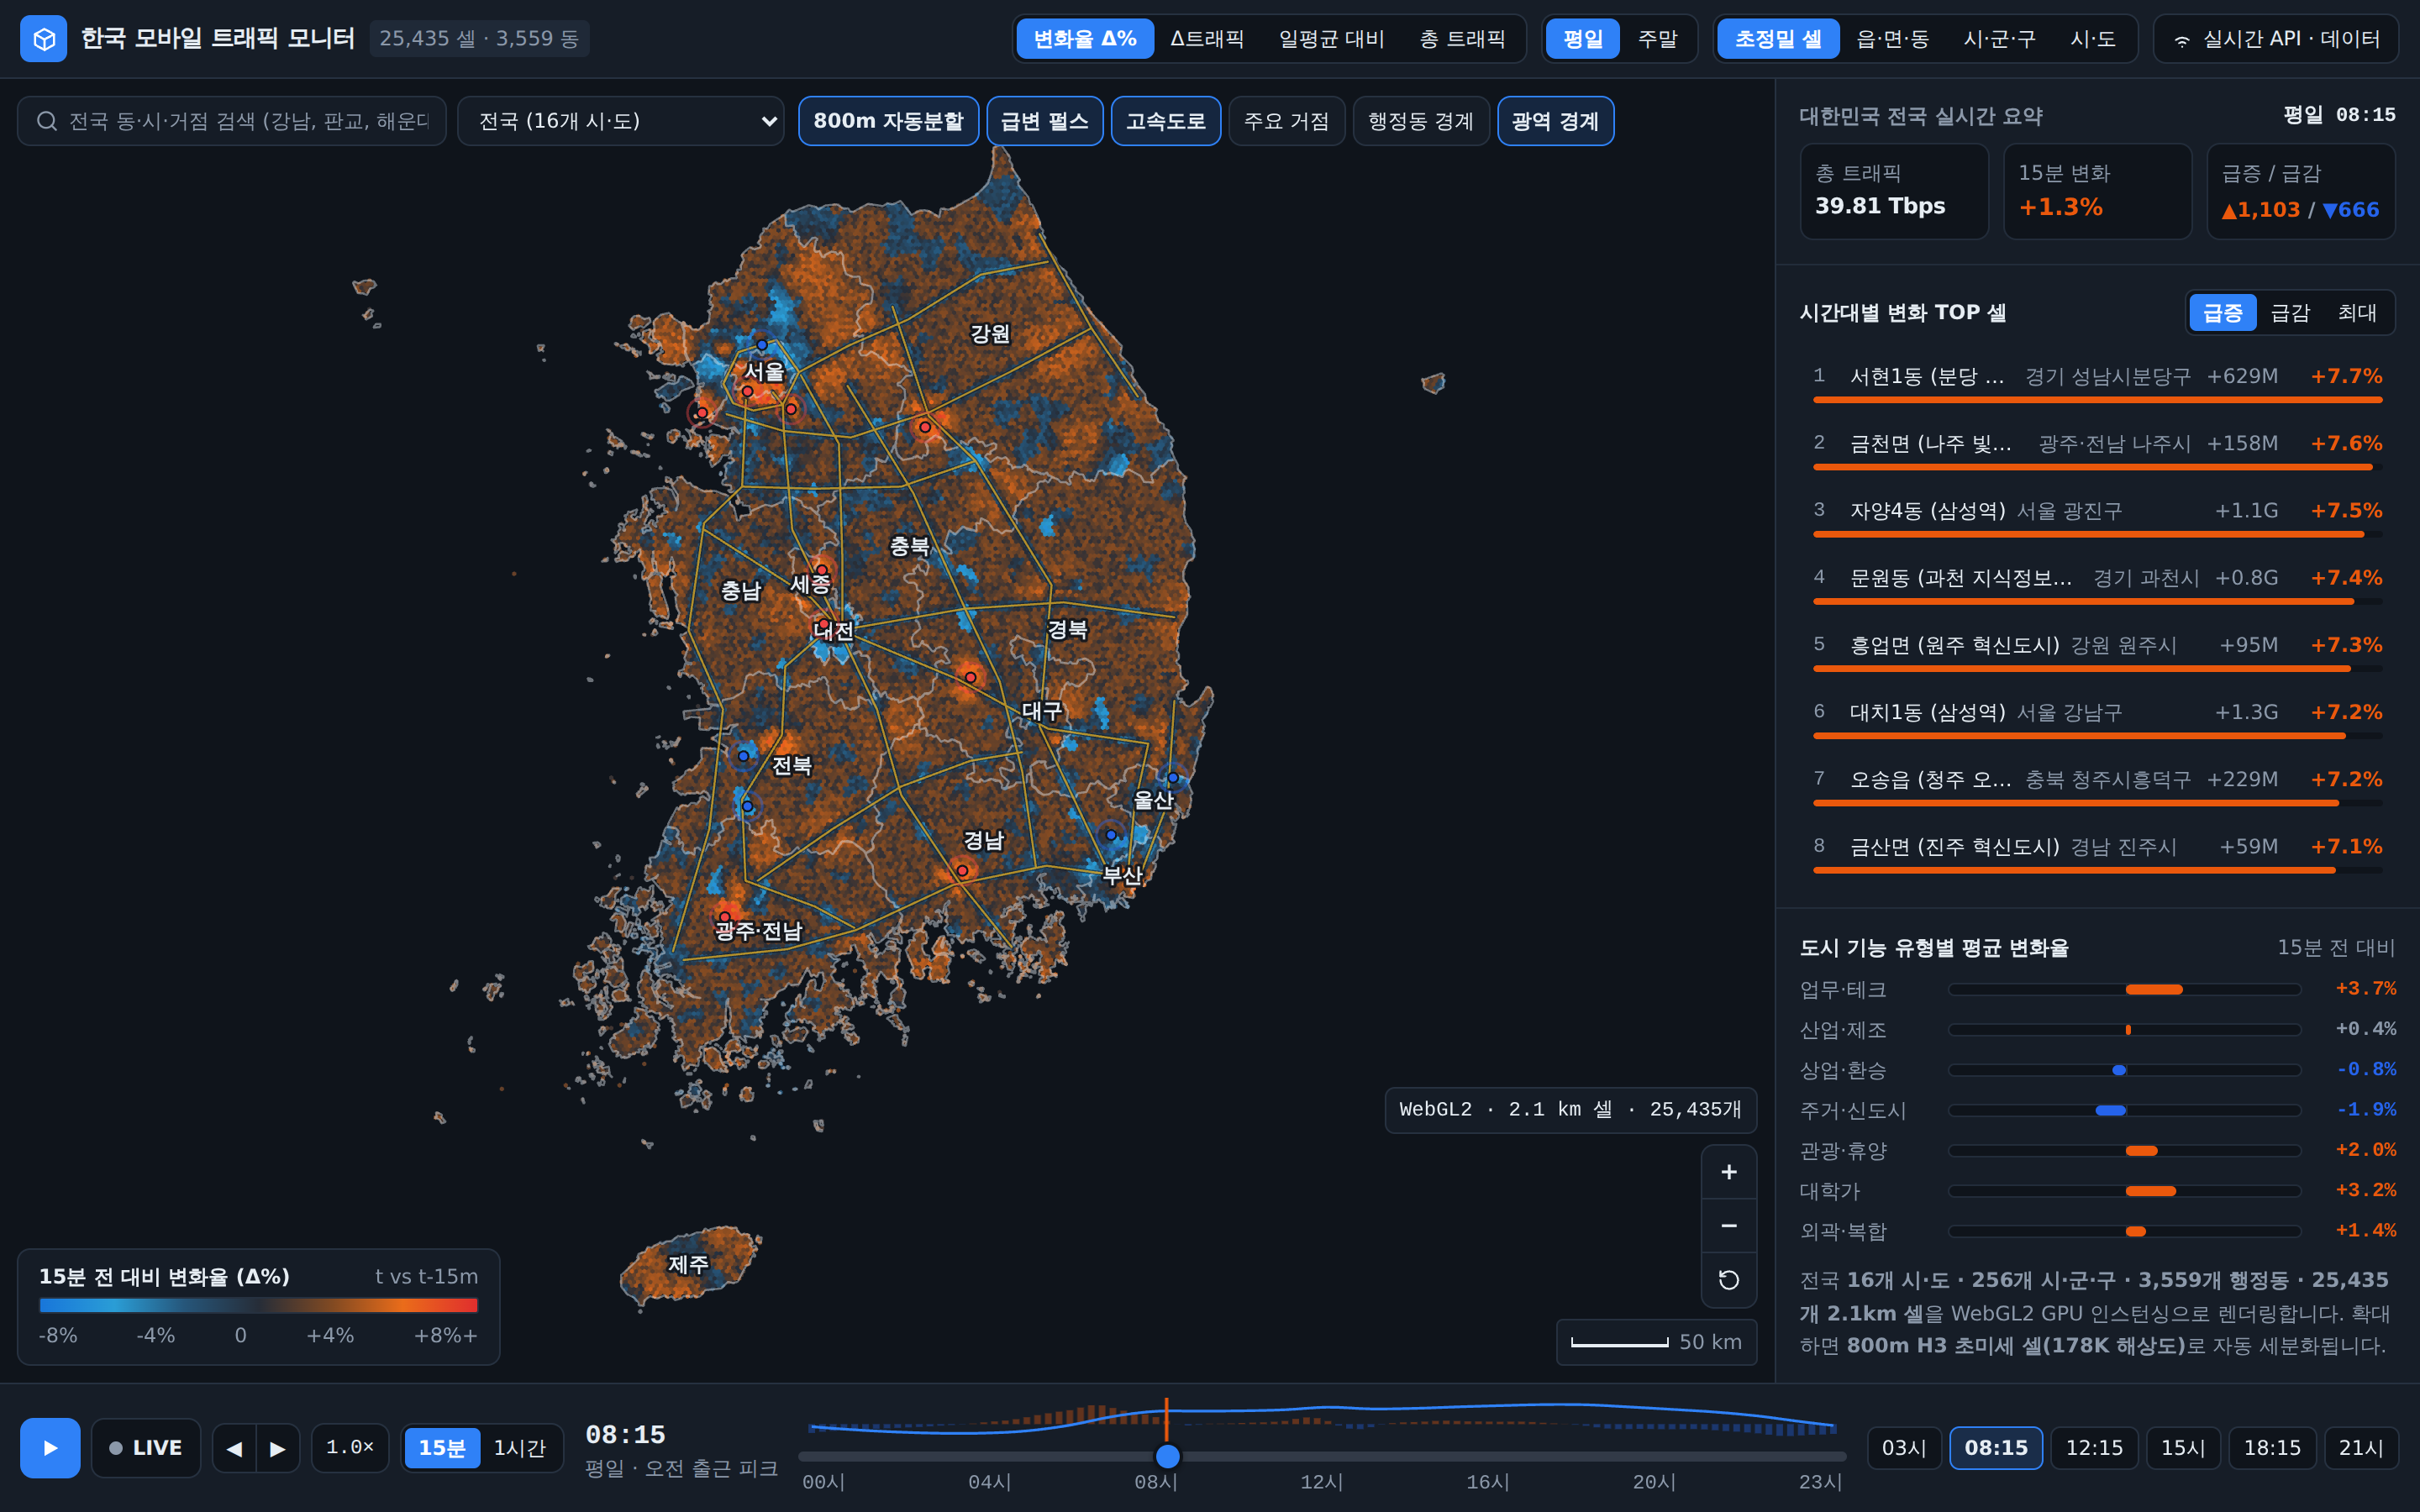 한국 모바일 트래픽 모니터 25,435 셀 · 3,559 동
변화율 Δ% Δ트래픽 일평균 대비 총 트래픽 평일 주말 초정밀 셀 읍·면·동 시·군·구 시·도 실시간 API · 데이터
전국 동·시·거점 검색 (강남, 판교, 해운대
전국 (16개 시·도)
800m 자동분할 급변 펄스 고속도로 주요 거점 행정동 경계 광역 경계
강원
서울
충북
세종
충남
대전
경북
대구
전북
울산
경남
부산
광주·전남
제주
WebGL2 · 2.1 km 셀 · 25,435개
+
−
50 km
15분 전 대비 변화율 (Δ%) t vs t-15m
-8% -4% 0 +4% +8%+
대한민국 전국 실시간 요약 평일 08:15
총 트래픽
39.81 Tbps
15분 변화
+1.3%
급증 / 급감
▲1,103 / ▼666
시간대별 변화 TOP 셀 급증 급감 최대
1 서현1동 (분당 … 경기 성남시분당구 +629M +7.7%
2 금천면 (나주 빛… 광주·전남 나주시 +158M +7.6%
3 자양4동 (삼성역) 서울 광진구 +1.1G +7.5%
4 문원동 (과천 지식정보… 경기 과천시 +0.8G +7.4%
5 흥업면 (원주 혁신도시) 강원 원주시 +95M +7.3%
6 대치1동 (삼성역) 서울 강남구 +1.3G +7.2%
7 오송읍 (청주 오… 충북 청주시흥덕구 +229M +7.2%
8 금산면 (진주 혁신도시) 경남 진주시 +59M +7.1%
도시 기능 유형별 평균 변화율 15분 전 대비
업무·테크 +3.7%
산업·제조 +0.4%
상업·환승 -0.8%
주거·신도시 -1.9%
관광·휴양 +2.0%
대학가 +3.2%
외곽·복합 +1.4%
전국 16개 시·도 · 256개 시·군·구 · 3,559개 행정동 · 25,435
개 2.1km 셀을 WebGL2 GPU 인스턴싱으로 렌더링합니다. 확대
하면 800m H3 초미세 셀(178K 해상도)로 자동 세분화됩니다.
LIVE ◀ ▶ 1.0× 15분 1시간
08:15
평일 · 오전 출근 피크
00시 04시 08시 12시 16시 20시 23시
03시 08:15 12:15 15시 18:15 21시